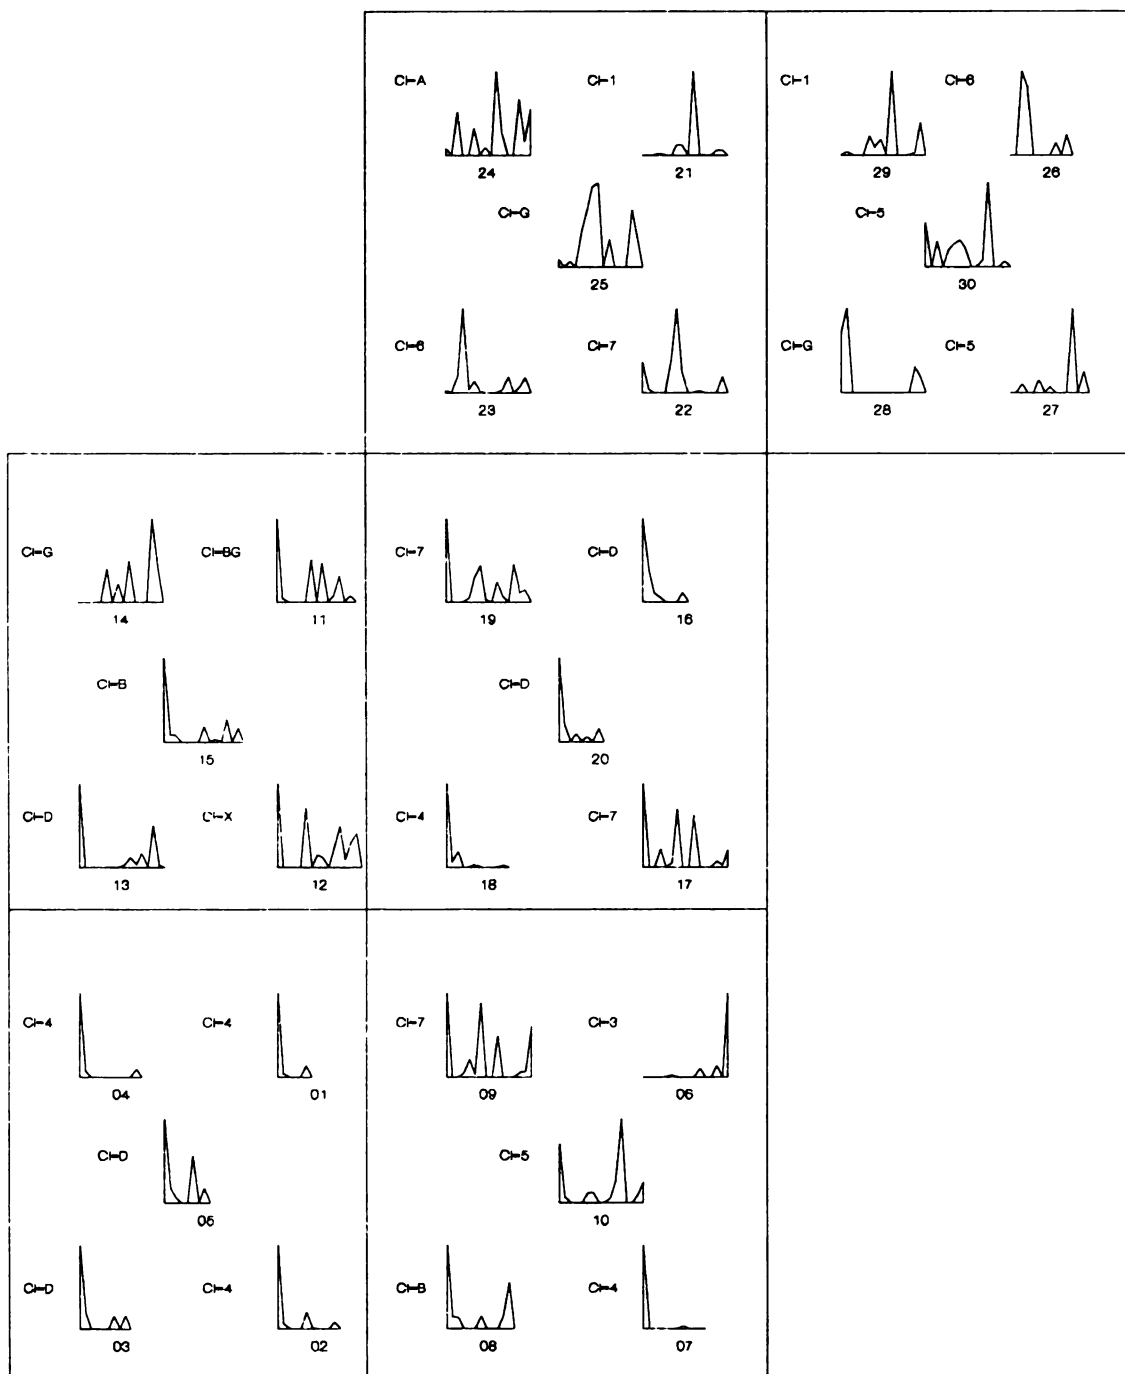 CI=A CI=1 CI=1 CI=6
24 21 29 26
CI=G CI=5
25 30
CI=6 CI=7 CI=G CI=5
23 22 28 27
CI=G CI=BG CI=7 CI=D
14 11 19 16
CI=B CI=D
15 20
CI=D CI=X CI=4 CI=7
13 12 18 17
CI=4 CI=4 CI=7 CI=3
04 01 09 06
CI=D CI=5
05 10
CI=D CI=4 CI=B CI=4
03 02 08 07